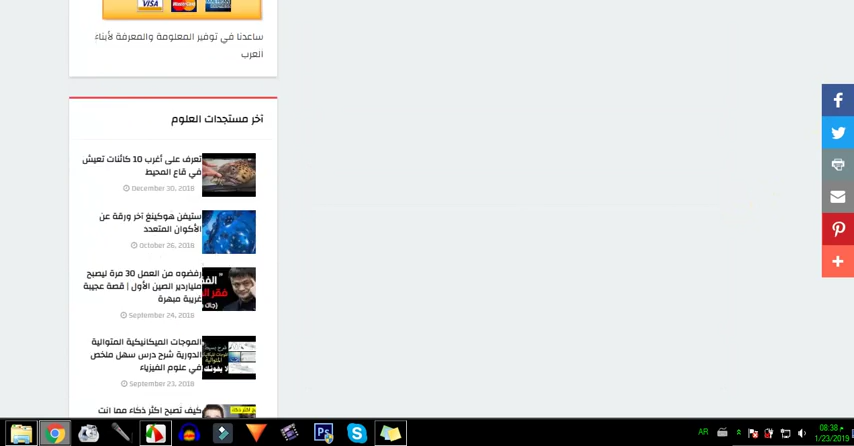 VISA
MasterCard
ساعدنا في توفير المعلومة والمعرفة لأبناء
العرب
آخر مستجدات العلوم
تعرف على أغرب 10 كائنات تعيش
في قاع المحيط
December 30, 2018
ستيفن هوكينغ آخر ورقة عن
الأكوان المتعدد
October 26, 2018
رفضوه من العمل 30 مرة ليصبح
ملياردير الصين الأول | قصة عجيبة
غريبة مبهرة
September 24, 2018
الموجات الميكانيكية المتوالية
الدورية شرح درس سهل ملخص
في علوم الفيزياء
September 23, 2018
كيف تصبح اكثر ذكاء مما انت
AR
08:38 م
1/23/2019